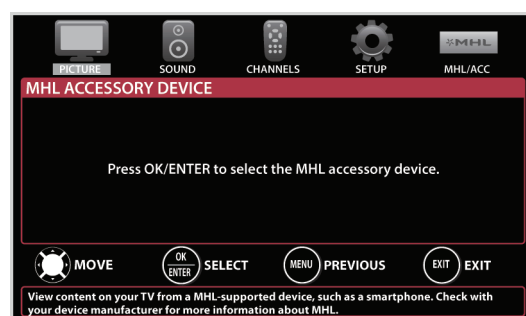 MHL
PICTURE SOUND CHANNELS SETUP MHL/ACC
MHL ACCESSORY DEVICE
Press OK/ENTER to select the MHL accessory device.
MOVE OK ENTER SELECT MENU PREVIOUS EXIT EXIT
View content on your TV from a MHL-supported device, such as a smartphone. Check with
your device manufacturer for more information about MHL.